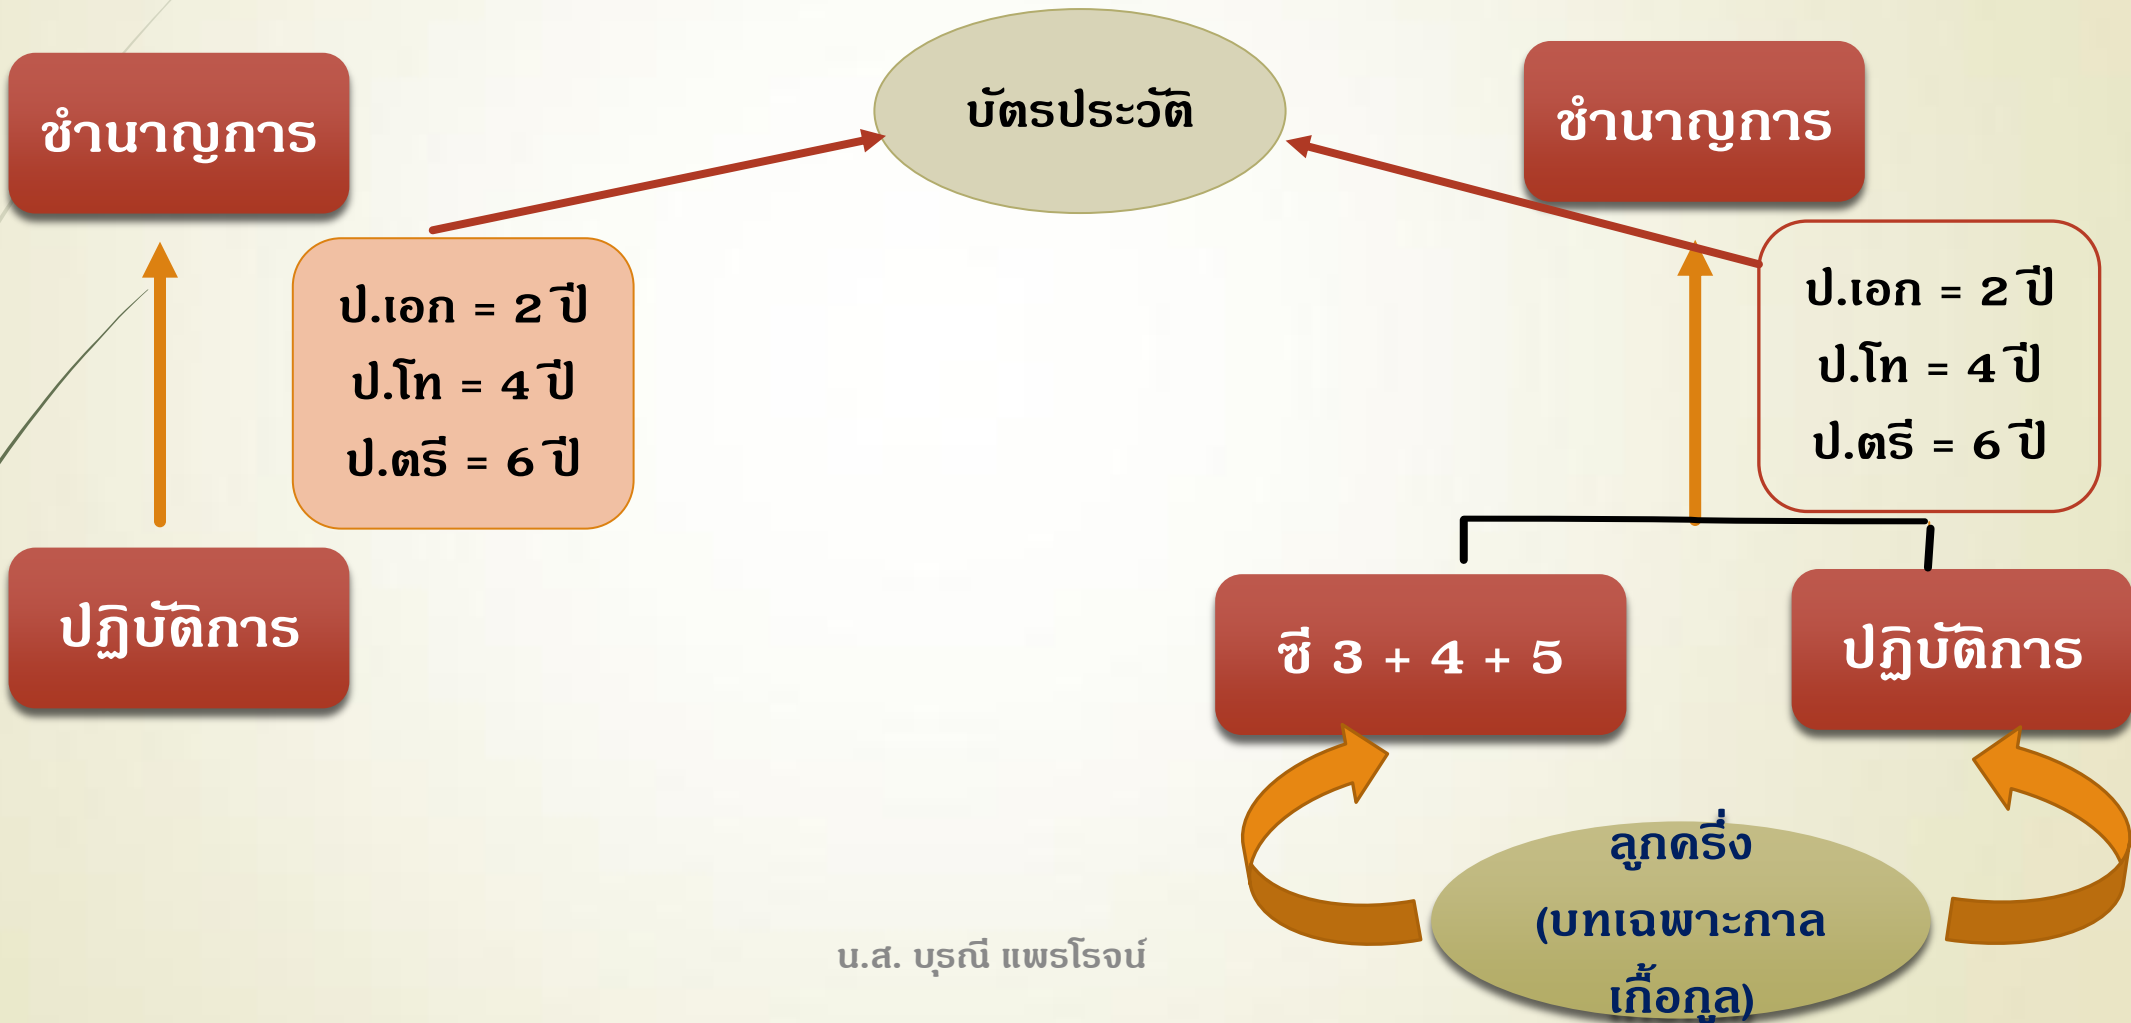 ชำนาญการ
บัตรประวัติ
ชำนาญการ
ป.เอก = 2 ปี
ป.โท = 4 ปี
ป.ตรี = 6 ปี
ป.เอก = 2 ปี
ป.โท = 4 ปี
ป.ตรี = 6 ปี
ปฏิบัติการ
ซี 3 + 4 + 5
ปฏิบัติการ
ลูกครึ่ง
(บทเฉพาะกาล
เกื้อกูล)
น.ส. บุรณี แพรโรจน์